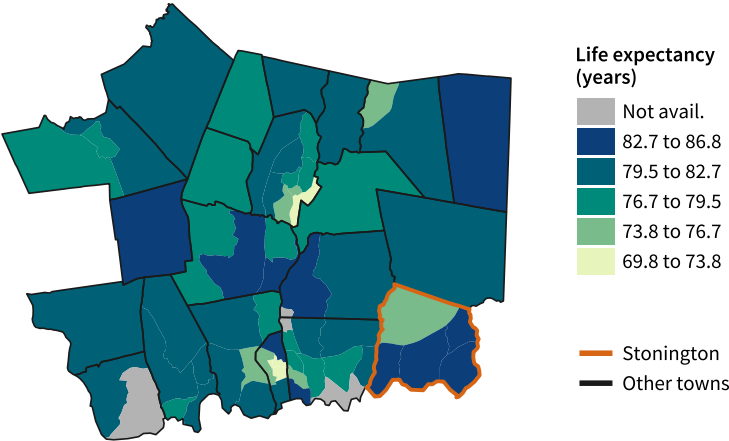 Life expectancy
(years)
Not avail.
82.7 to 86.8
79.5 to 82.7
76.7 to 79.5
73.8 to 76.7
69.8 to 73.8
Stonington
Other towns